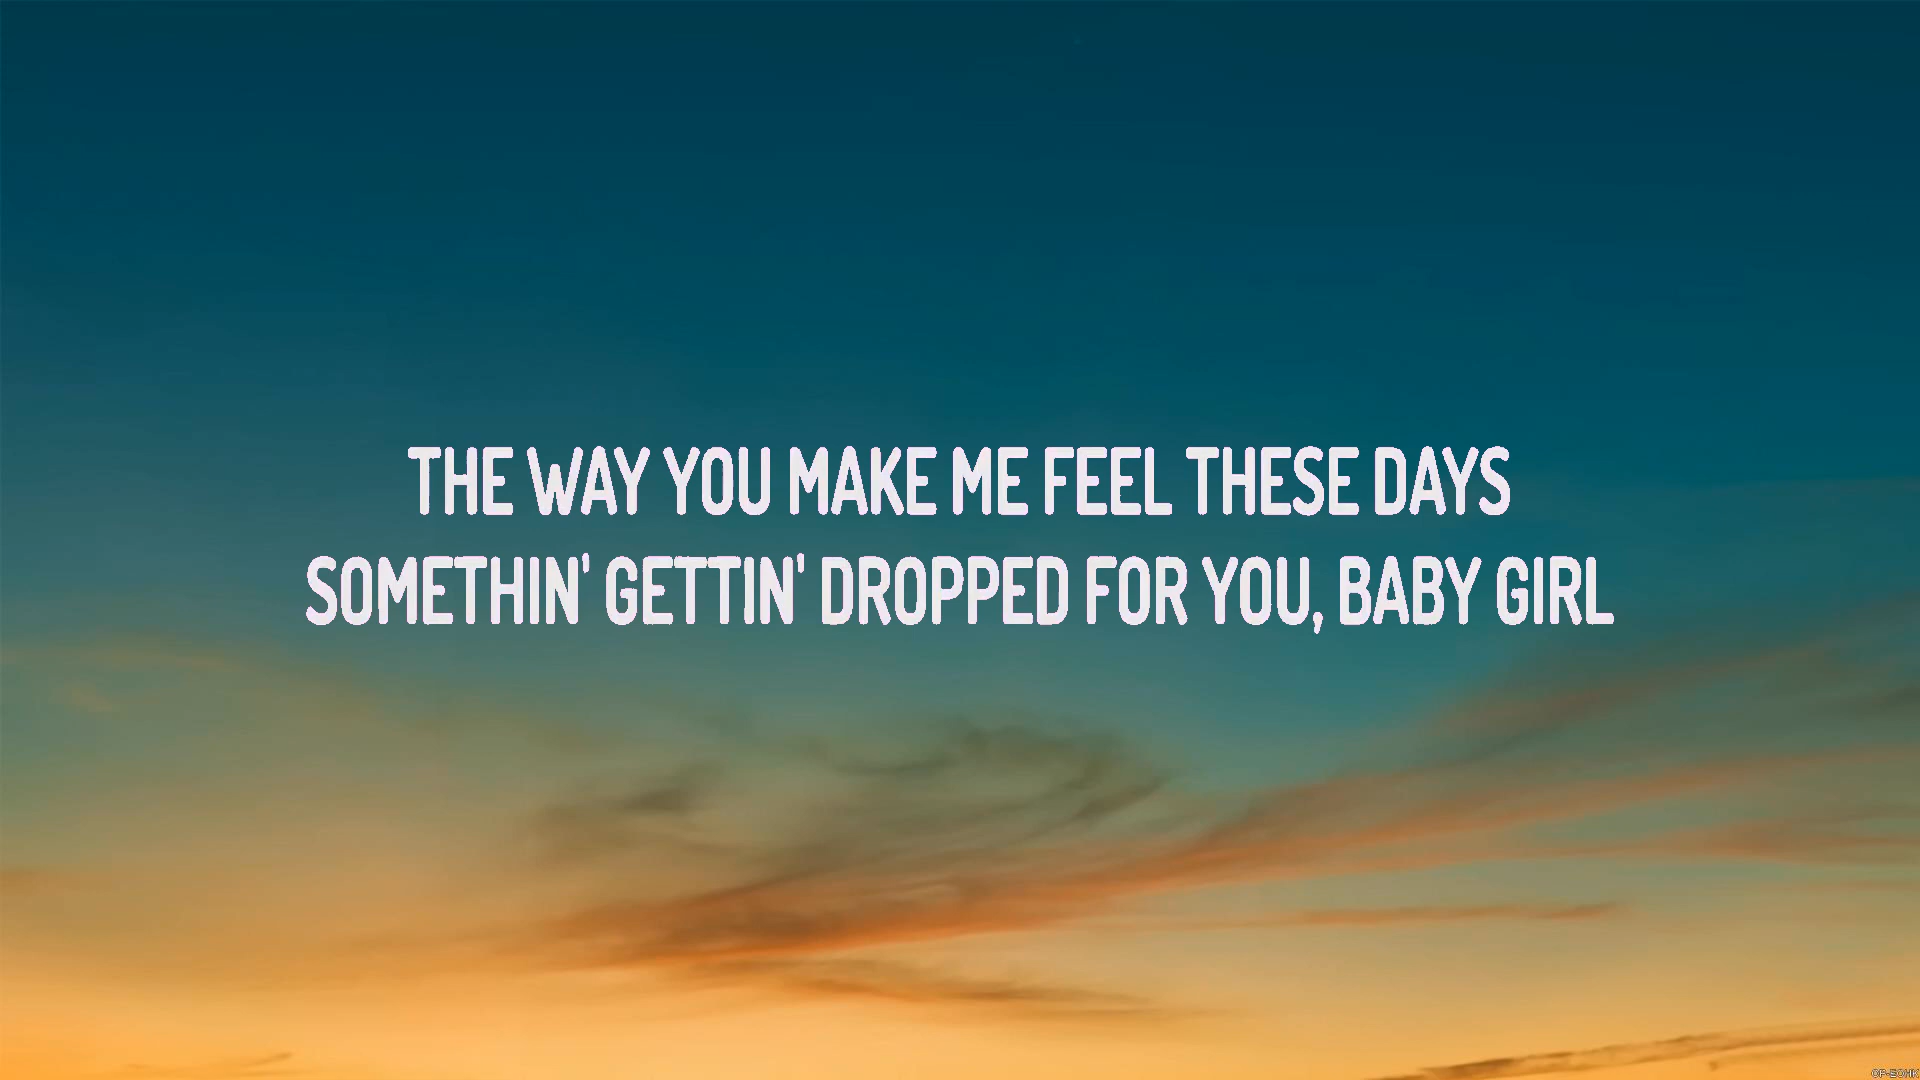 THE WAY YOU MAKE ME FEEL THESE DAYS
SOMETHIN' GETTIN' DROPPED FOR YOU, BABY GIRL